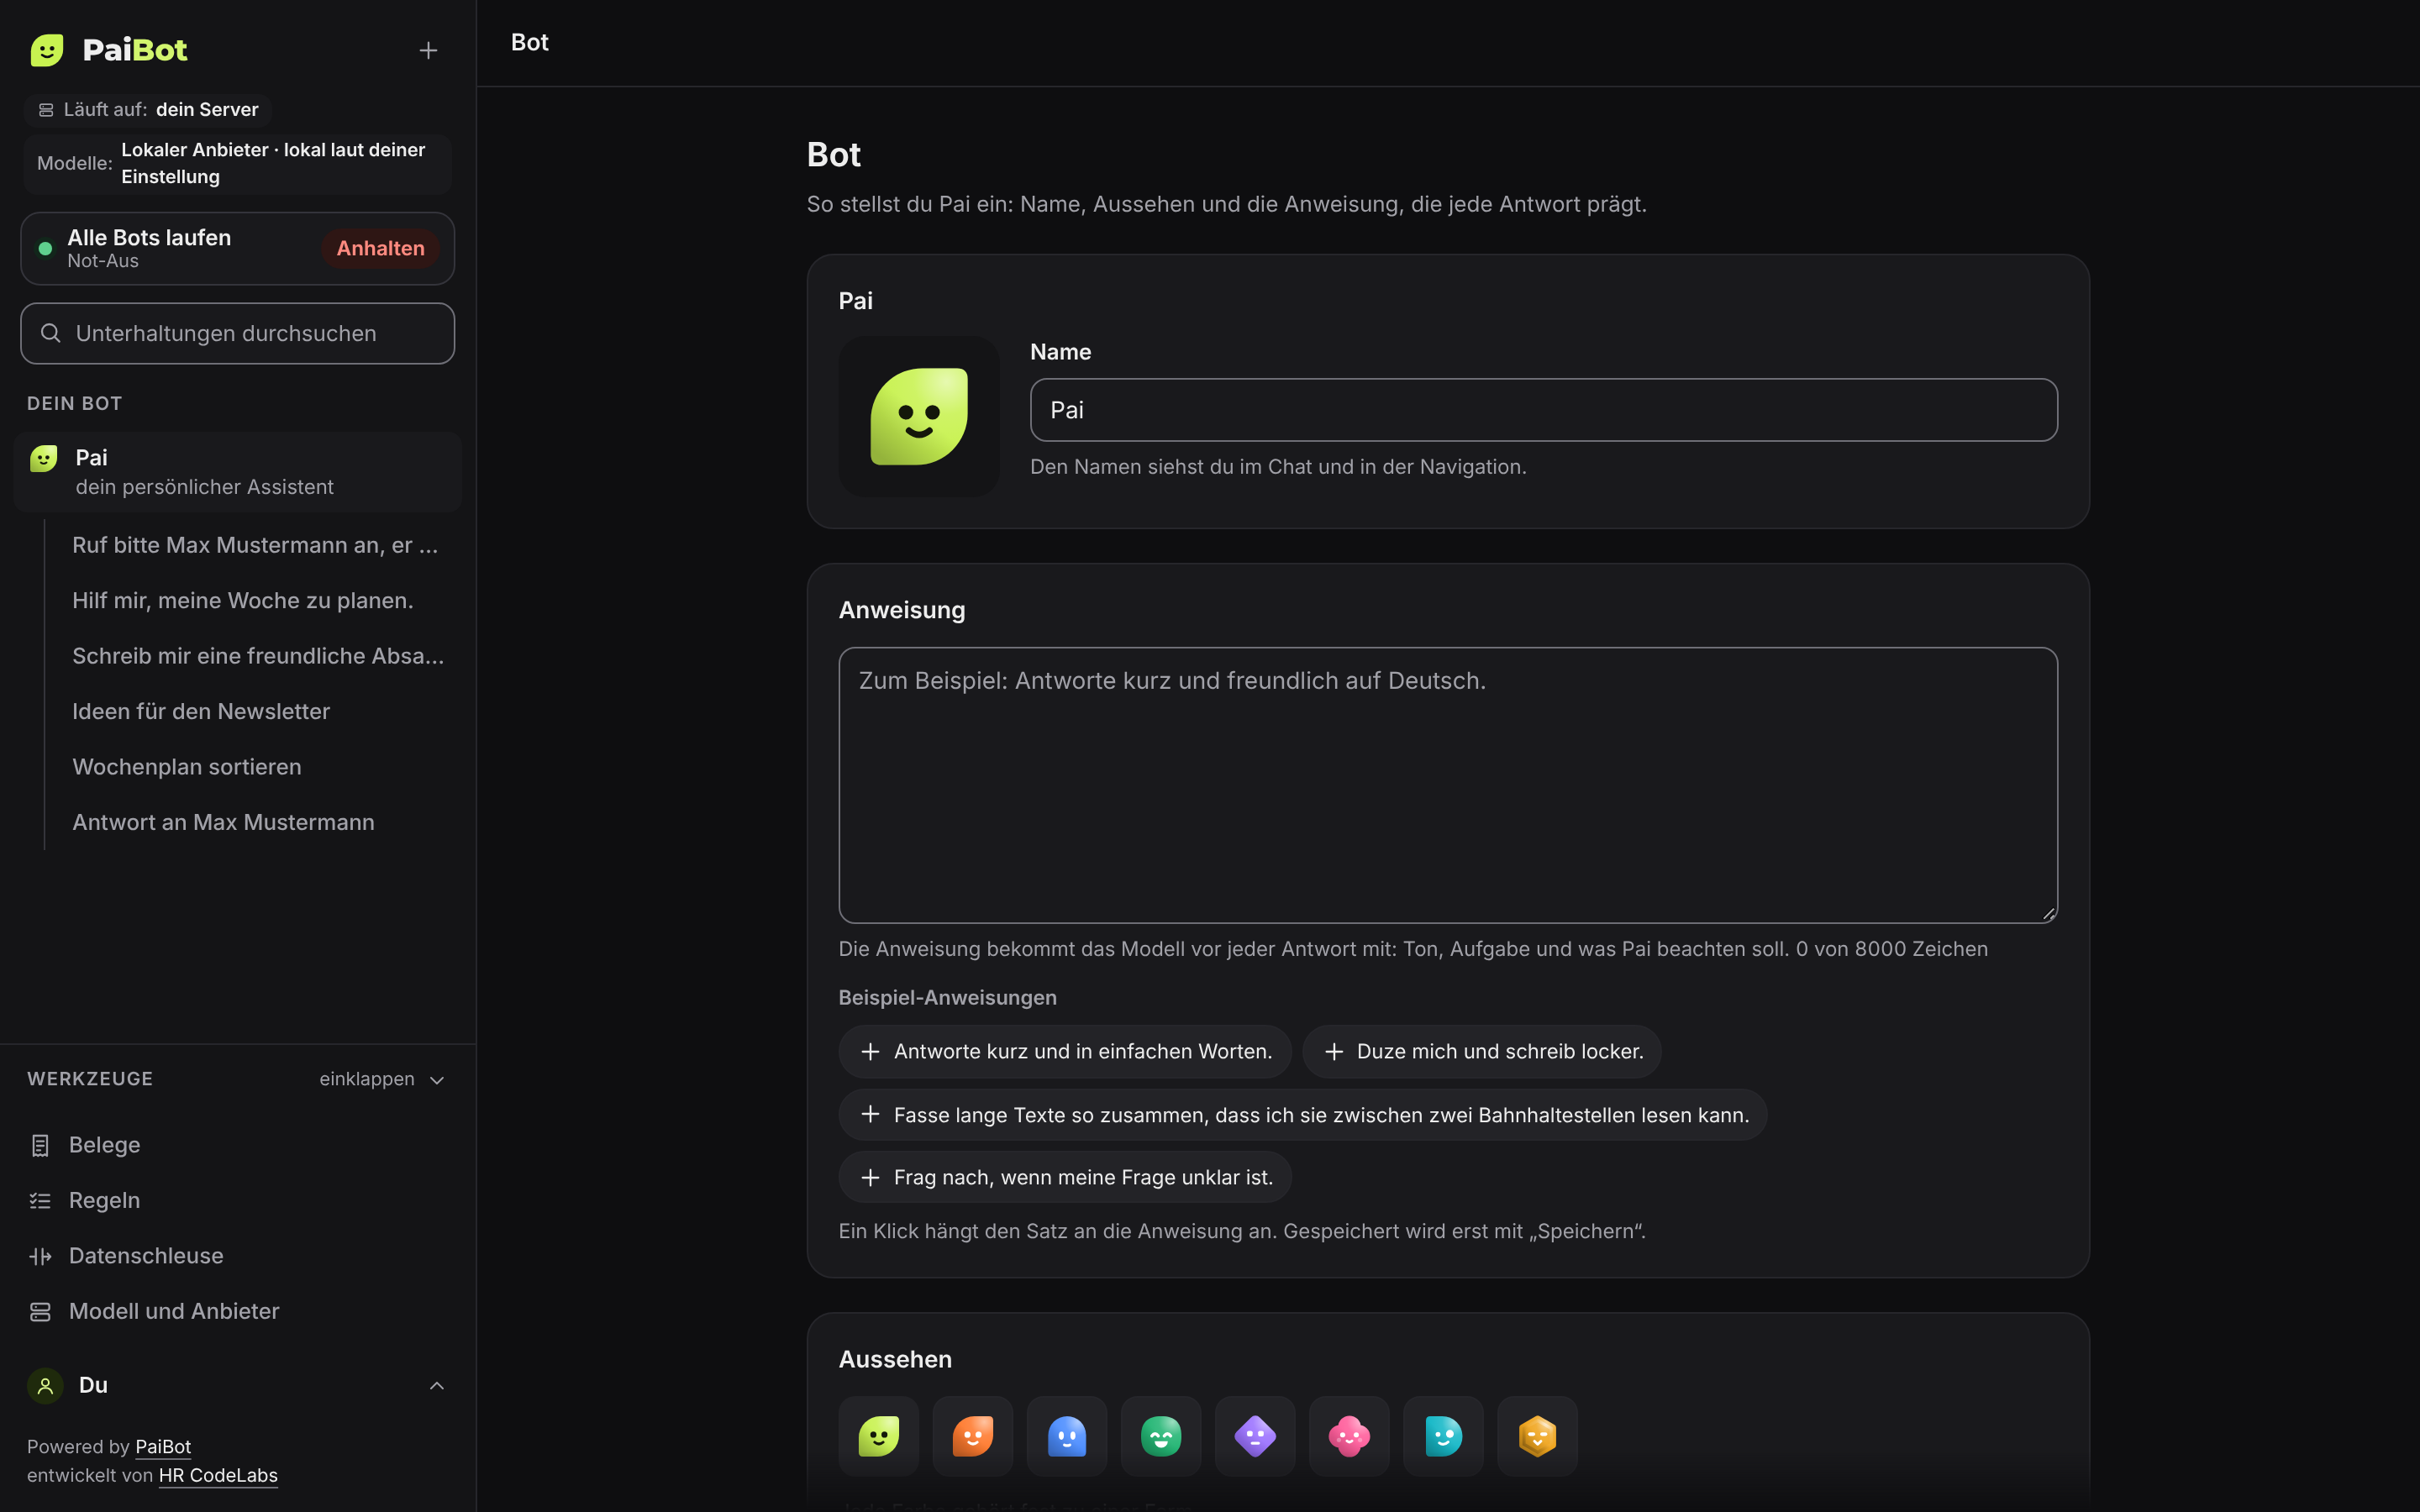 PaiBot
Läuft auf: dein Server
Modelle: Lokaler Anbieter · lokal laut deiner
Einstellung
Alle Bots laufen
Not-Aus
Anhalten
Unterhaltungen durchsuchen
DEIN BOT
Pai
dein persönlicher Assistent
Ruf bitte Max Mustermann an, er ...
Hilf mir, meine Woche zu planen.
Schreib mir eine freundliche Absa...
Ideen für den Newsletter
Wochenplan sortieren
Antwort an Max Mustermann
WERKZEUGE
einklappen
Belege
Regeln
Datenschleuse
Modell und Anbieter
Du
Powered by PaiBot
entwickelt von HR CodeLabs
Bot
Bot
So stellst du Pai ein: Name, Aussehen und die Anweisung, die jede Antwort prägt.
Pai
Name
Pai
Den Namen siehst du im Chat und in der Navigation.
Anweisung
Zum Beispiel: Antworte kurz und freundlich auf Deutsch.
Die Anweisung bekommt das Modell vor jeder Antwort mit: Ton, Aufgabe und was Pai beachten soll. 0 von 8000 Zeichen
Beispiel-Anweisungen
Antworte kurz und in einfachen Worten.
Duze mich und schreib locker.
Fasse lange Texte so zusammen, dass ich sie zwischen zwei Bahnhaltestellen lesen kann.
Frag nach, wenn meine Frage unklar ist.
Ein Klick hängt den Satz an die Anweisung an. Gespeichert wird erst mit „Speichern“.
Aussehen